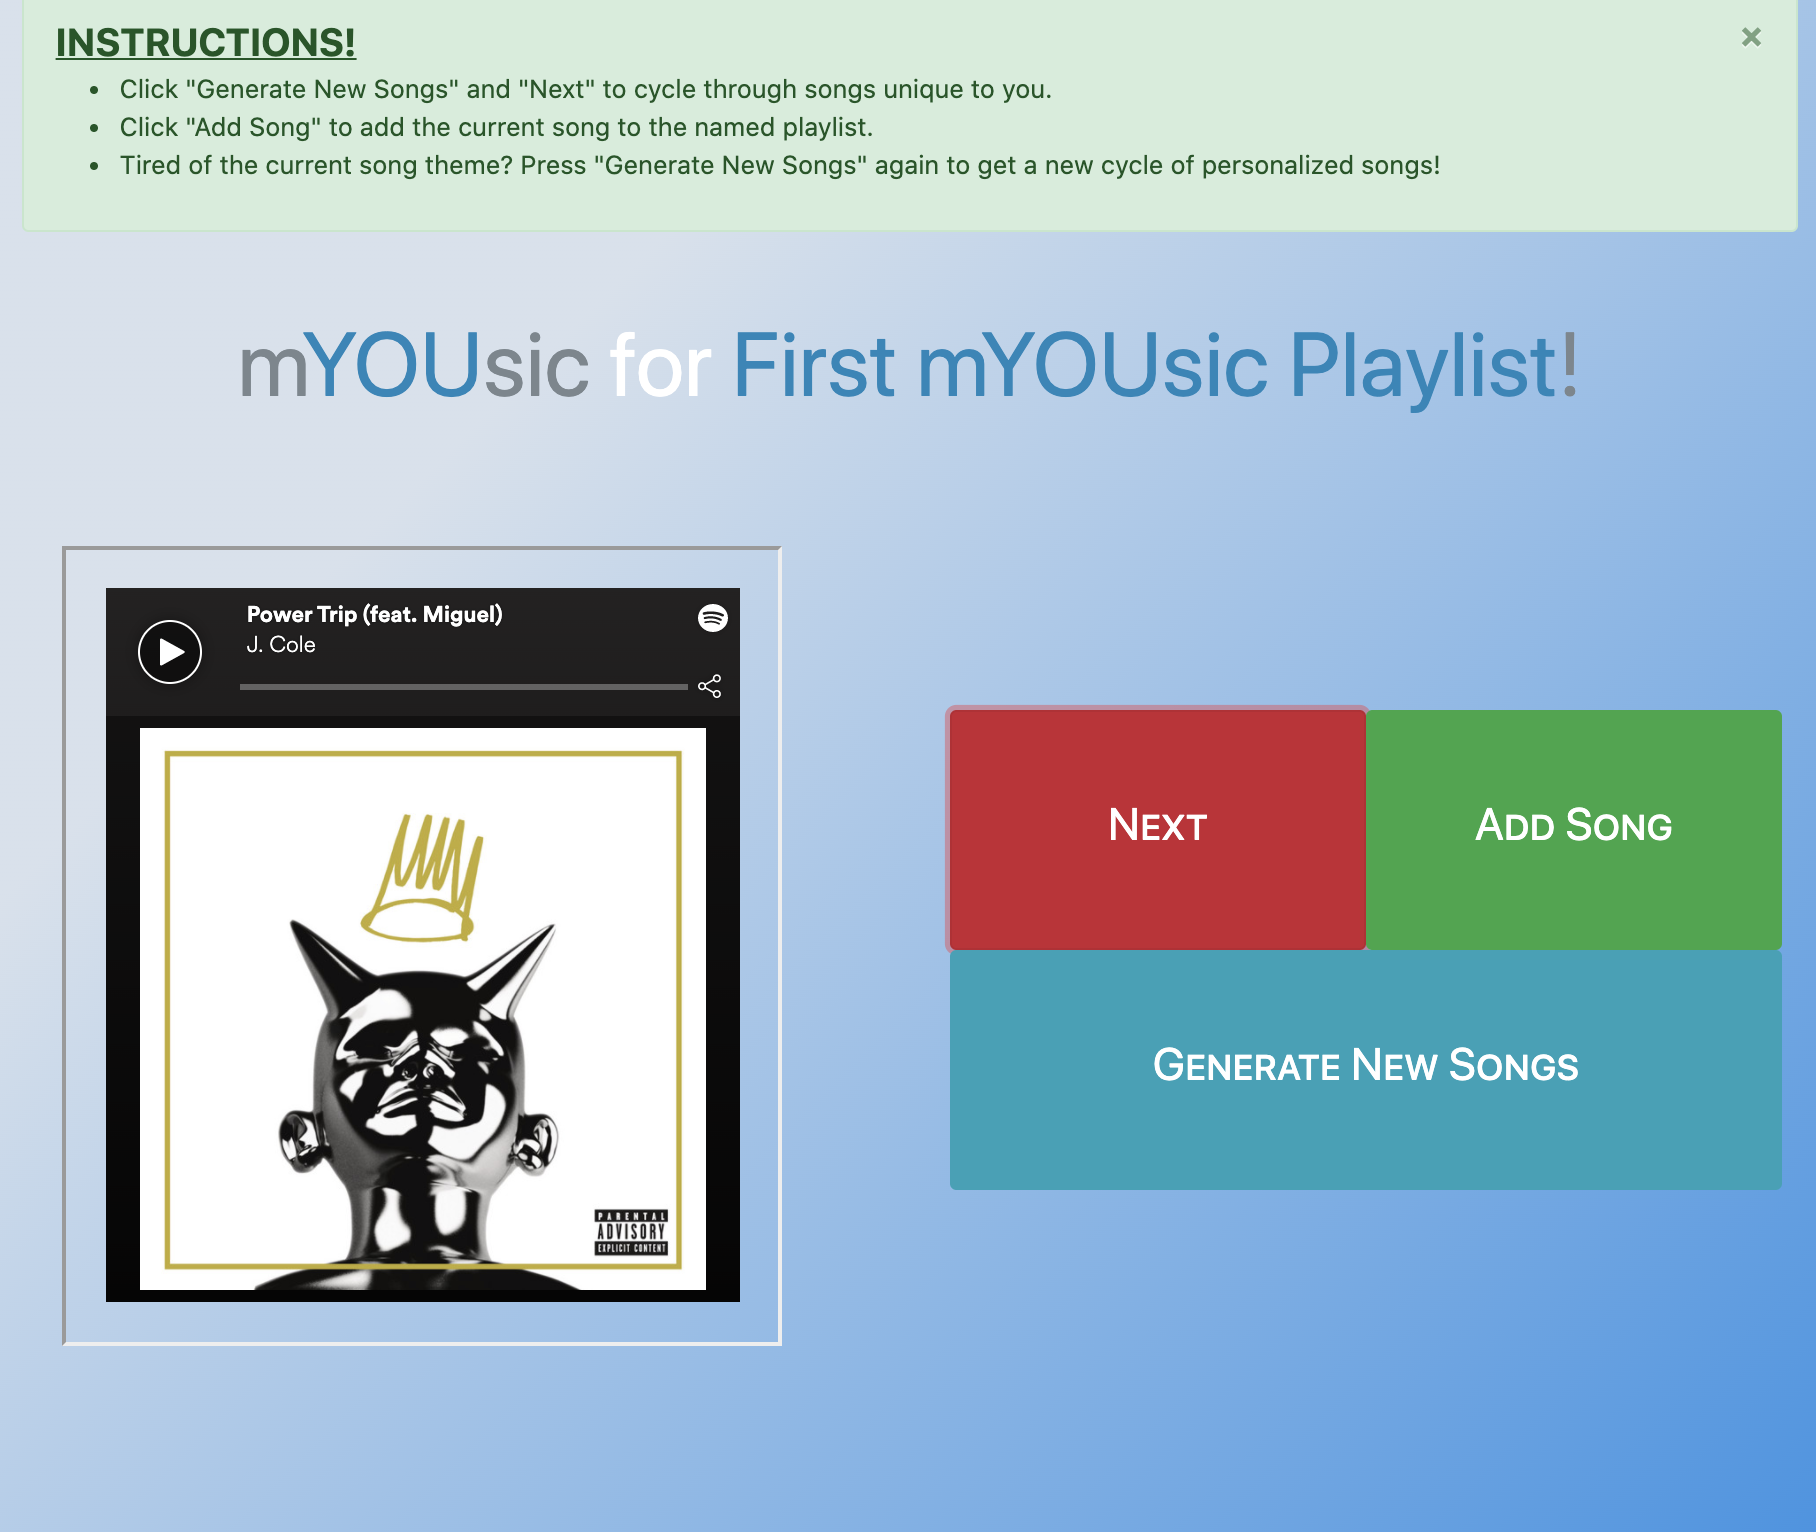 INSTRUCTIONS!
• Click "Generate New Songs" and "Next" to cycle through songs unique to you.
• Click "Add Song" to add the current song to the named playlist.
• Tired of the current song theme? Press "Generate New Songs" again to get a new cycle of personalized songs!
mYOUsic for First mYOUsic Playlist!
Power Trip (feat. Miguel)
J. Cole
PARENTAL
ADVISORY
EXPLICIT CONTENT
Next
Add Song
Generate New Songs